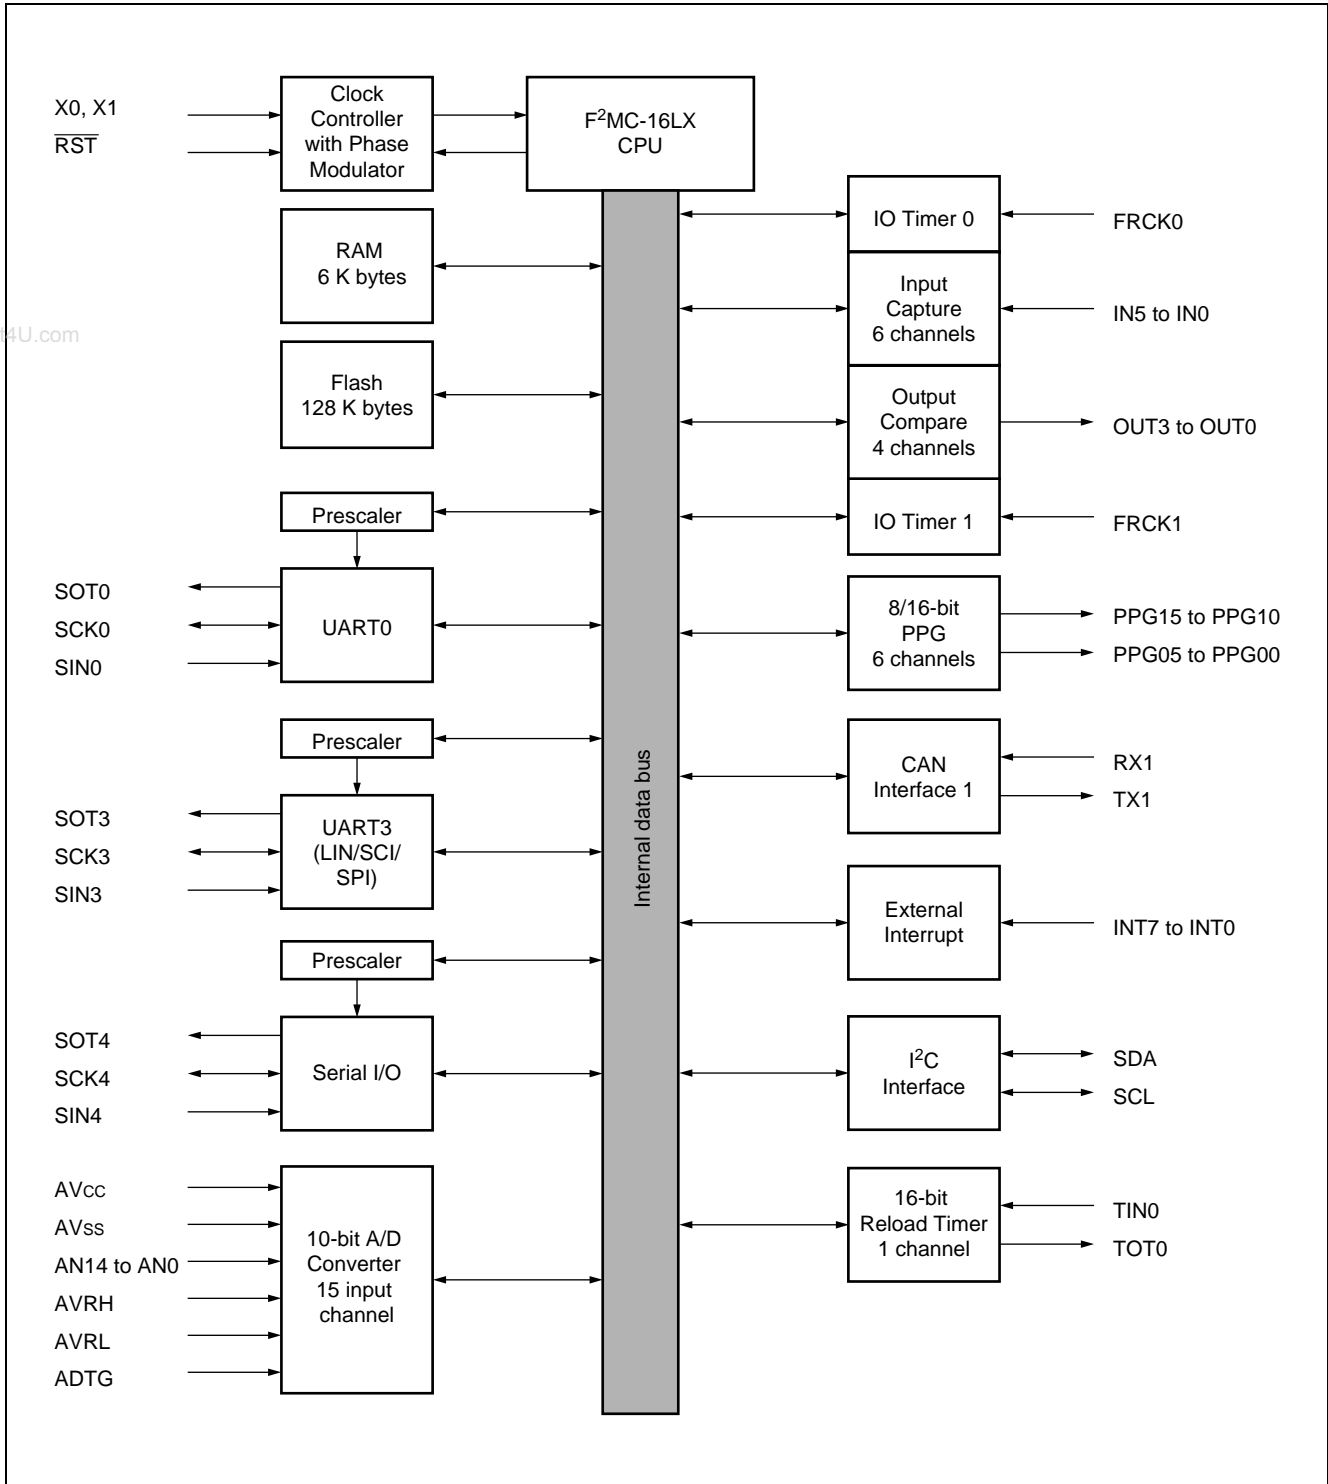 X0, X1
RST
Clock
Controller
with Phase
Modulator
F²MC-16LX
CPU
RAM
6 K bytes
t4U.com
Flash
128 K bytes
Prescaler
SOT0
SCK0
SIN0
UART0
Prescaler
SOT3
SCK3
SIN3
UART3
(LIN/SCI/
SPI)
Prescaler
SOT4
SCK4
SIN4
Serial I/O
AVcc
AVss
AN14 to AN0
AVRH
AVRL
ADTG
10-bit A/D
Converter
15 input
channel
Internal data bus
IO Timer 0
FRCK0
Input
Capture
6 channels
IN5 to IN0
Output
Compare
4 channels
OUT3 to OUT0
IO Timer 1
FRCK1
8/16-bit
PPG
6 channels
PPG15 to PPG10
PPG05 to PPG00
CAN
Interface 1
RX1
TX1
External
Interrupt
INT7 to INT0
I²C
Interface
SDA
SCL
16-bit
Reload Timer
1 channel
TIN0
TOT0